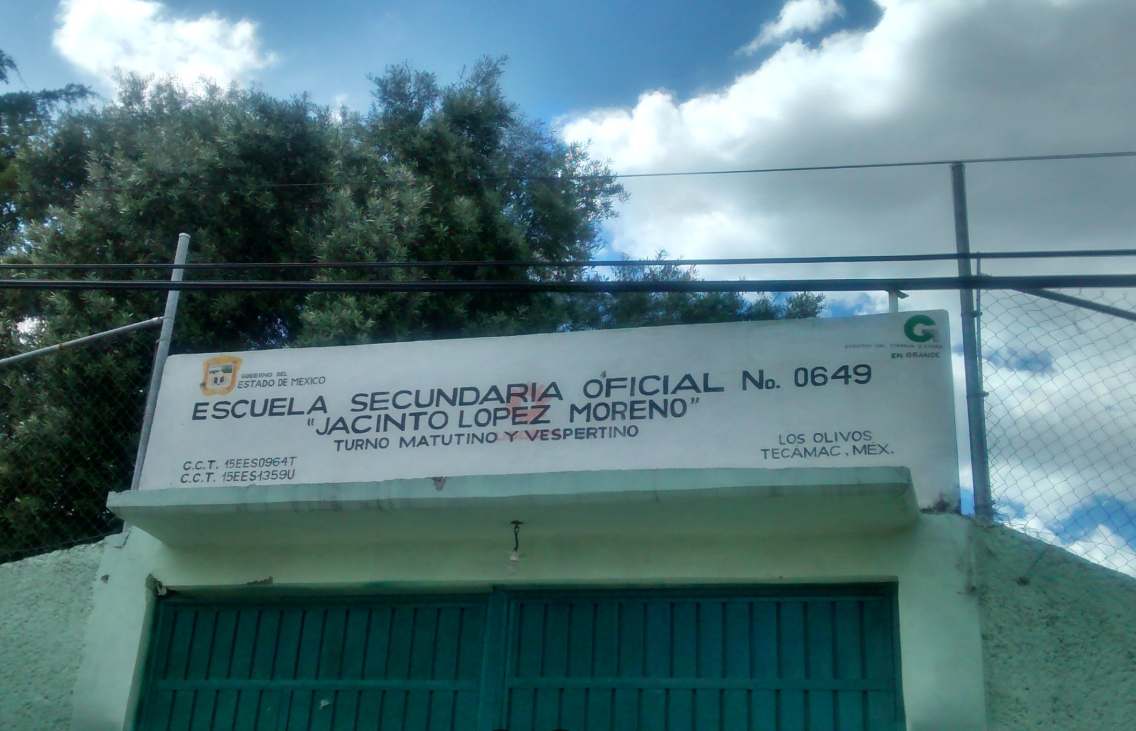 GOBIERNO DEL
ESTADO DE MEXICO
G
EN GRANDE
ESCUELA SECUNDARIA OFICIAL No. 0649
"JACINTO LOPEZ MORENO"
TURNO MATUTINO Y VESPERTINO
C.C.T. 15EES0964T
C.C.T. 15EES1359U
LOS OLIVOS
TECAMAC, MEX.